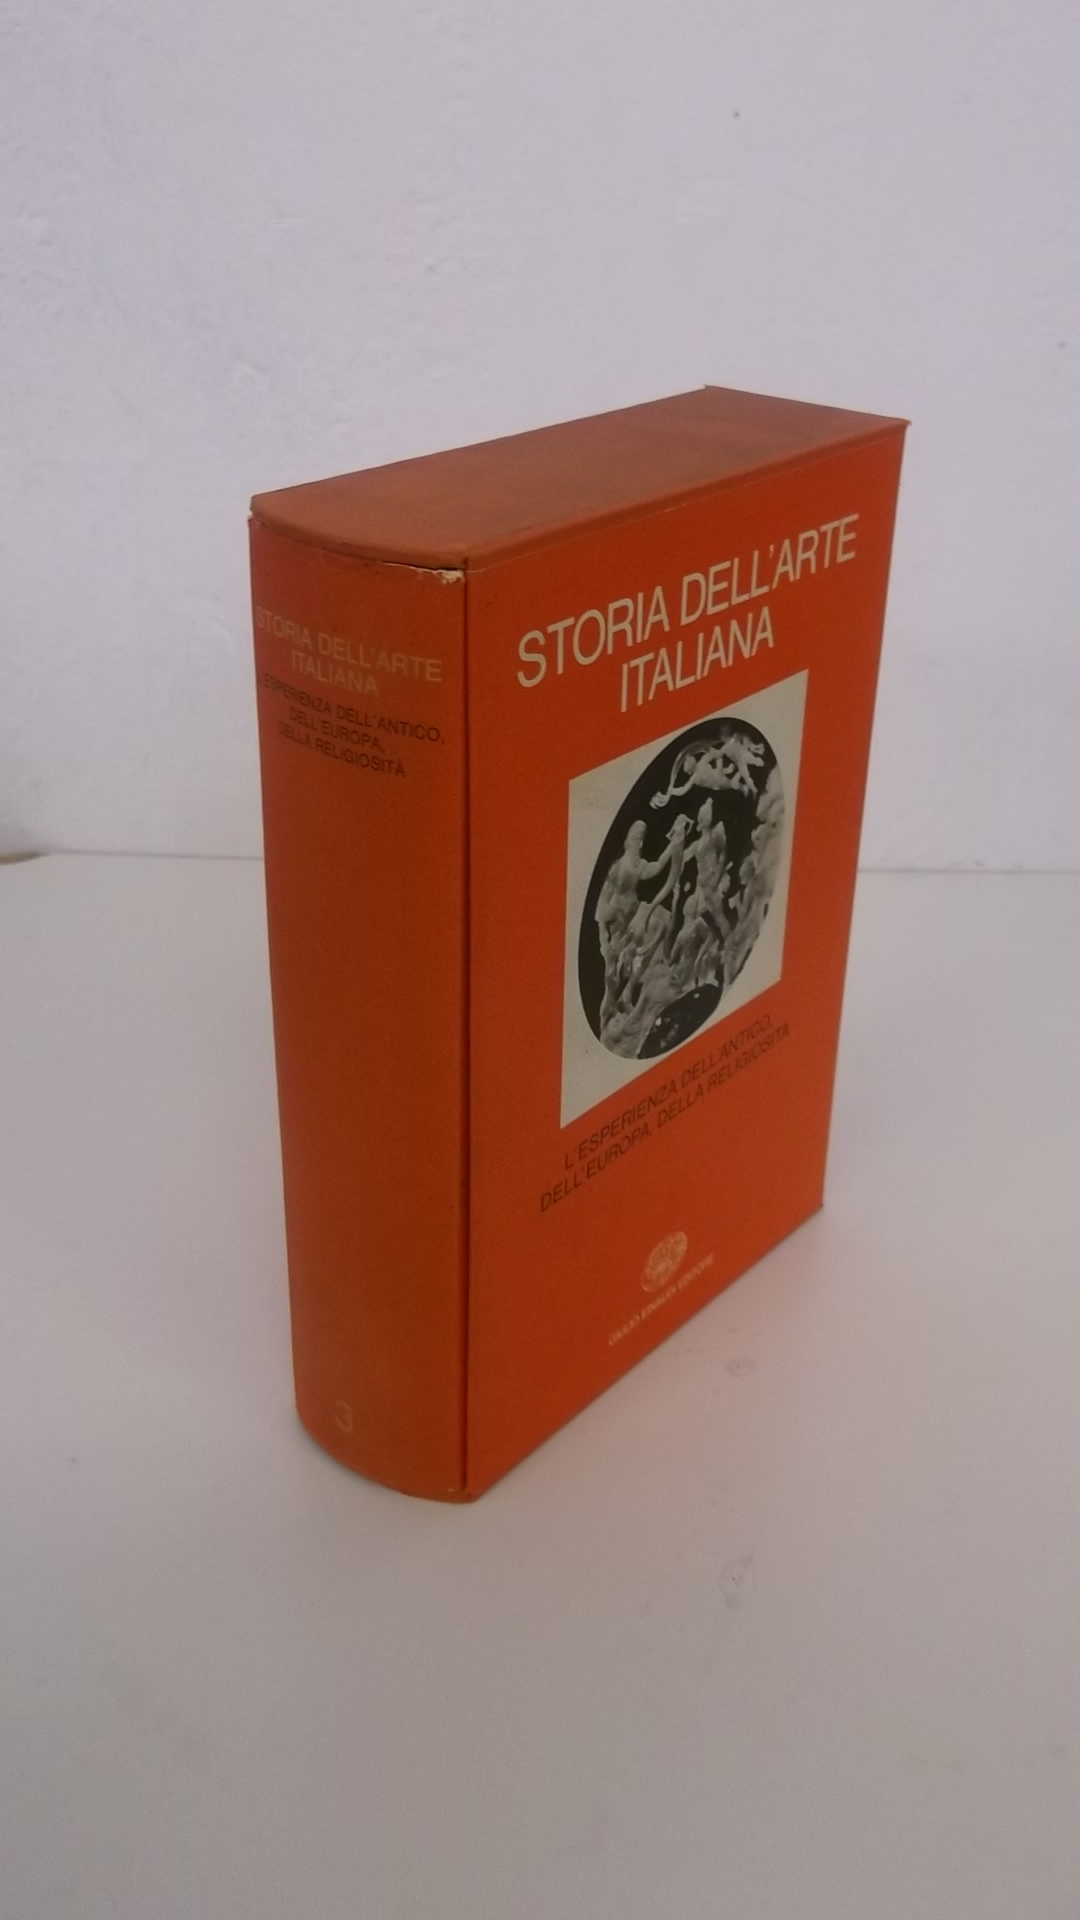 STORIA DELL'ARTE
ITALIANA
ESPERIENZA DELL'ANTICO,
DELL'EUROPA,
DELLA RELIGIOSITÀ
3
STORIA DELL'ARTE
ITALIANA
L'ESPERIENZA DELL'ANTICO,
DELL'EUROPA, DELLA RELIGIOSITÀ
GIULIO EINAUDI EDITORE